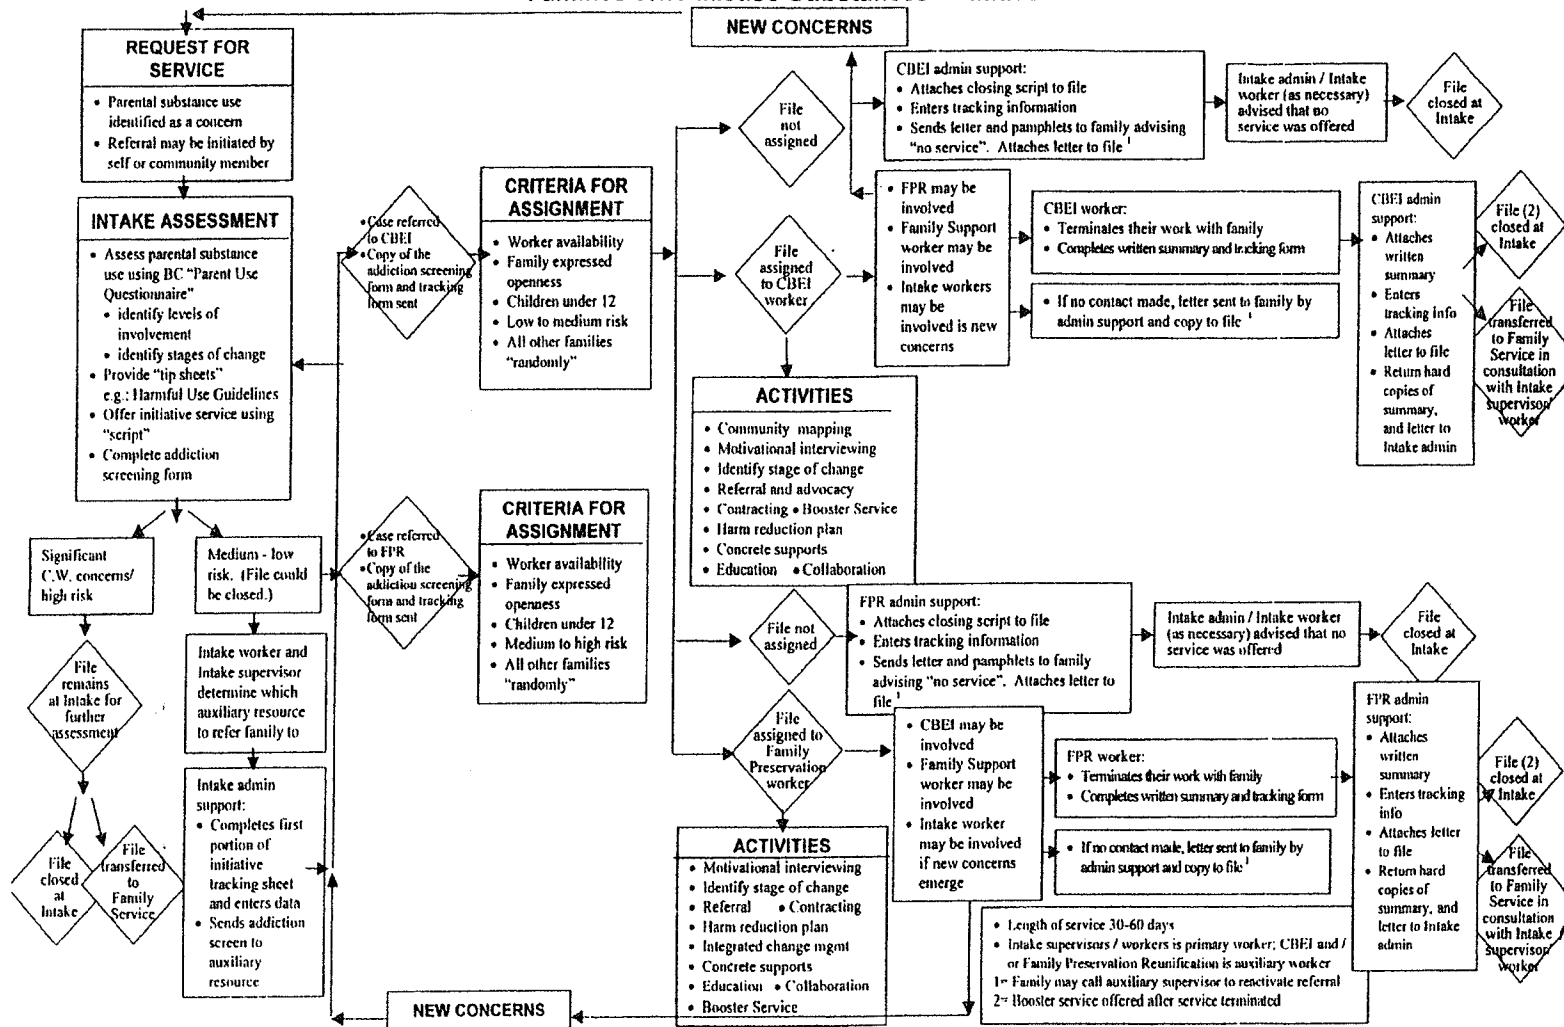 NEW CONCERNS
REQUEST FOR
SERVICE
• Parental substance use
identified as a concern
• Referral may be initiated by
self or community member
INTAKE ASSESSMENT
• Assess parental substance
use using BC "Parent Use
Questionnaire"
• identify levels of
involvement
• identify stages of change
• Provide "tip sheets"
e.g.: Harmful Use Guidelines
• Offer initiative service using
"script"
• Complete addiction
screening form
Significant
C.W. concerns/
high risk
Medium - low
risk. (File could
be closed.)
File
remains
at Intake for
further
assessment
Intake worker and
Intake supervisor
determine which
auxiliary resource
to refer family to
Intake admin
support:
• Completes first
portion of
initiative
tracking sheet
and enters data
• Sends addiction
screen to
auxiliary
resource
File
closed
at
Intake
File
transferred
to
Family
Service
• Case referred
to CBEI
• Copy of the
addiction screening
form and tracking
form sent
CRITERIA FOR
ASSIGNMENT
• Worker availability
• Family expressed
openness
• Children under 12
• Low to medium risk
• All other families
"randomly"
• Case referred
to FPR
• Copy of the
addiction screening
form and tracking
form sent
CRITERIA FOR
ASSIGNMENT
• Worker availability
• Family expressed
openness
• Children under 12
• Medium to high risk
• All other families
"randomly"
File
not
assigned
CBEI admin support:
• Attaches closing script to file
• Enters tracking information
• Sends letter and pamphlets to family advising
"no service". Attaches letter to file 1
Intake admin / Intake
worker (as necessary)
advised that no
service was offered
File
closed at
Intake
File
assigned
to CBEI
worker
• FPR may be
involved
• Family Support
worker may be
involved
• Intake workers
may be
involved is new
concerns
CBEI worker:
• Terminates their work with family
• Completes written summary and tracking form
• If no contact made, letter sent to family by
admin support and copy to file 1
CBEI admin
support:
• Attaches
written
summary
• Enters
tracking info
• Attaches
letter to file
• Return hard
copies of
summary,
and letter to
Intake admin
File (2)
closed at
Intake
File
transferred
to Family
Service in
consultation
with Intake
supervisor/
worker
ACTIVITIES
• Community mapping
• Motivational interviewing
• Identify stage of change
• Referral and advocacy
• Contracting • Booster Service
• Harm reduction plan
• Concrete supports
• Education • Collaboration
File not
assigned
FPR admin support:
• Attaches closing script to file
• Enters tracking information
• Sends letter and pamphlets to family
advising "no service". Attaches letter to
file 1
Intake admin / Intake worker
(as necessary) advised that no
service was offered
File
closed at
Intake
File
assigned to
Family
Preservation
worker
• CBEI may be
involved
• Family Support
worker may be
involved
• Intake worker
may be involved
if new concerns
emerge
FPR worker:
• Terminates their work with family
• Completes written summary and tracking form
• If no contact made, letter sent to family by
admin support and copy to file 1
FPR admin
support:
• Attaches
written
summary
• Enters tracking
info
• Attaches letter
to file
• Return hard
copies of
summary, and
letter to Intake
admin
File (2)
closed at
Intake
File
transferred
to Family
Service in
consultation
with Intake
supervisor/
worker
ACTIVITIES
• Motivational interviewing
• Identify stage of change
• Referral • Contracting
• Harm reduction plan
• Integrated change mgmt
• Concrete supports
• Education • Collaboration
• Booster Service
• Length of service 30-60 days
• Intake supervisors / workers is primary worker; CBEI and /
or Family Preservation Reunification is auxiliary worker
1= Family may call auxiliary supervisor to reactivate referral
2= Booster service offered after service terminated
NEW CONCERNS